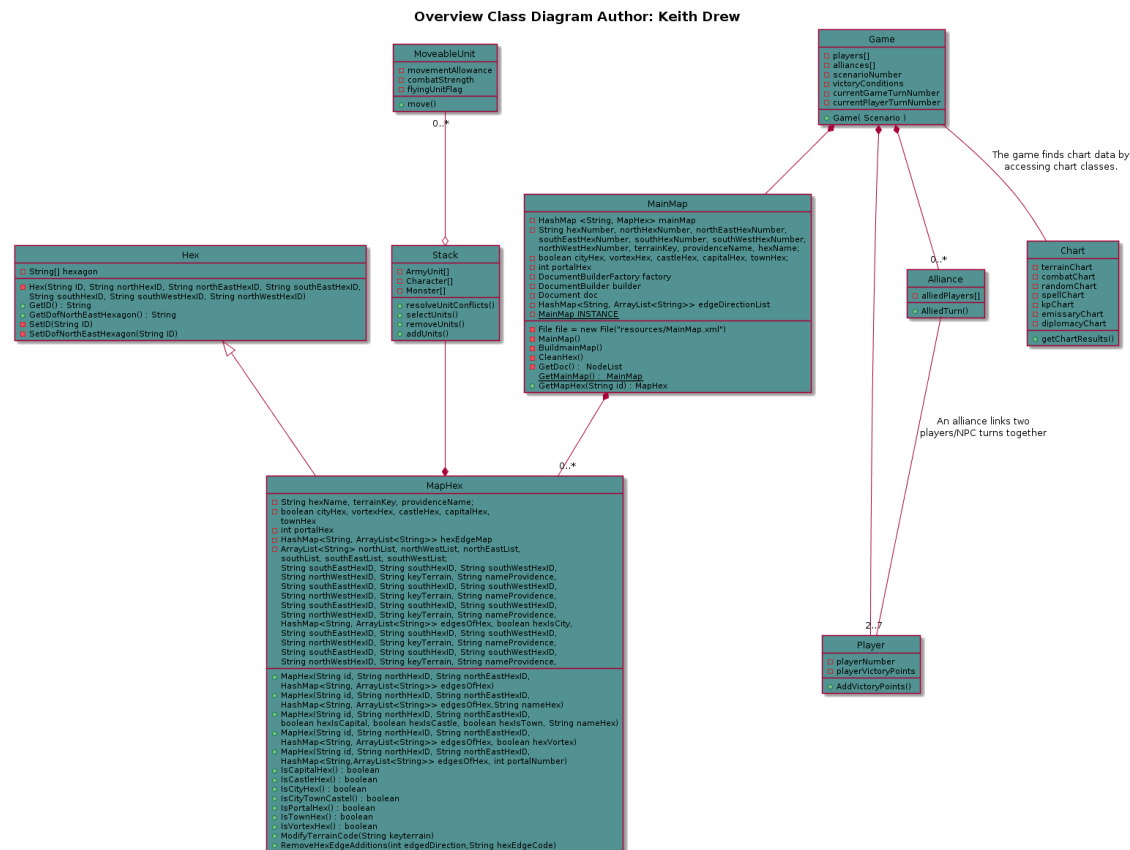 Overview Class Diagram Author: Keith Drew
MoveableUnit
movementAllowance
combatStrength
flyingUnitFlag
move()
0..*
Game
players[]
alliances[]
scenarioNumber
victoryConditions
currentGameTurnNumber
currentPlayerTurnNumber
Game( Scenario )
The game finds chart data by
accessing chart classes.
Hex
String[] hexagon
Hex(String ID, String northHexID, String northEastHexID, String southEastHexID,
String southHexID, String southWestHexID, String northWestHexID)
GetID() : String
GetIDofNorthEastHexagon() : String
SetID(String ID)
SetIDofNorthEastHexagon(String ID)
Stack
ArmyUnit[]
Character[]
Monster[]
resolveUnitConflicts()
selectUnits()
removeUnits()
addUnits()
MainMap
HashMap <String, MapHex> mainMap
String hexNumber, northHexNumber, northEastHexNumber,
southEastHexNumber, southHexNumber, southWestHexNumber,
northWestHexNumber, terrainKey, providenceName, hexName;
boolean cityHex, vortexHex, castleHex, capitalHex, townHex;
int portalHex
DocumentBuilderFactory factory
DocumentBuilder builder
Document doc
HashMap<String, ArrayList<String>> edgeDirectionList
MainMap INSTANCE
File file = new File("resources/MainMap.xml")
MainMap()
BuildmainMap()
CleanHex()
GetDoc() : NodeList
GetMainMap() : MainMap
GetMapHex(String id) : MapHex
0..*
0..*
Alliance
alliedPlayers[]
AlliedTurn()
Chart
terrainChart
combatChart
randomChart
spellChart
kpChart
emissaryChart
diplomacyChart
getChartResults()
An alliance links two
players/NPC turns together
MapHex
String hexName, terrainKey, providenceName;
boolean cityHex, vortexHex, castleHex, capitalHex,
townHex
int portalHex
HashMap<String, ArrayList<String>> hexEdgeMap
ArrayList<String> northList, northWestList, northEastList,
southList, southEastList, southWestList;
String southEastHexID, String southHexID, String southWestHexID,
String northWestHexID, String keyTerrain, String nameProvidence,
String southEastHexID, String southHexID, String southWestHexID,
String northWestHexID, String keyTerrain, String nameProvidence,
String southEastHexID, String southHexID, String southWestHexID,
String northWestHexID, String keyTerrain, String nameProvidence,
HashMap<String, ArrayList<String>> edgesOfHex, boolean hexIsCity,
String southEastHexID, String southHexID, String southWestHexID,
String northWestHexID, String keyTerrain, String nameProvidence,
String southEastHexID, String southHexID, String southWestHexID,
String northWestHexID, String keyTerrain, String nameProvidence,
MapHex(String id, String northHexID, String northEastHexID,
HashMap<String, ArrayList<String>> edgesOfHex)
MapHex(String id, String northHexID, String northEastHexID,
HashMap<String, ArrayList<String>> edgesOfHex,String nameHex)
MapHex(String id, String northHexID, String northEastHexID,
boolean hexIsCapital, boolean hexIsCastle, boolean hexIsTown, String nameHex)
MapHex(String id, String northHexID, String northEastHexID,
HashMap<String, ArrayList<String>> edgesOfHex, boolean hexVortex)
MapHex(String id, String northHexID, String northEastHexID,
HashMap<String,ArrayList<String>> edgesOfHex, int portalNumber)
IsCapitalHex() : boolean
IsCastleHex() : boolean
IsCityHex() : boolean
IsCityTownCastel() : boolean
IsPortalHex() : boolean
IsTownHex() : boolean
IsVortexHex() : boolean
ModifyTerrainCode(String keyterrain)
RemoveHexEdgeAdditions(int edgedDirection,String hexEdgeCode)
2..7
Player
playerNumber
playerVictoryPoints
AddVictoryPoints()